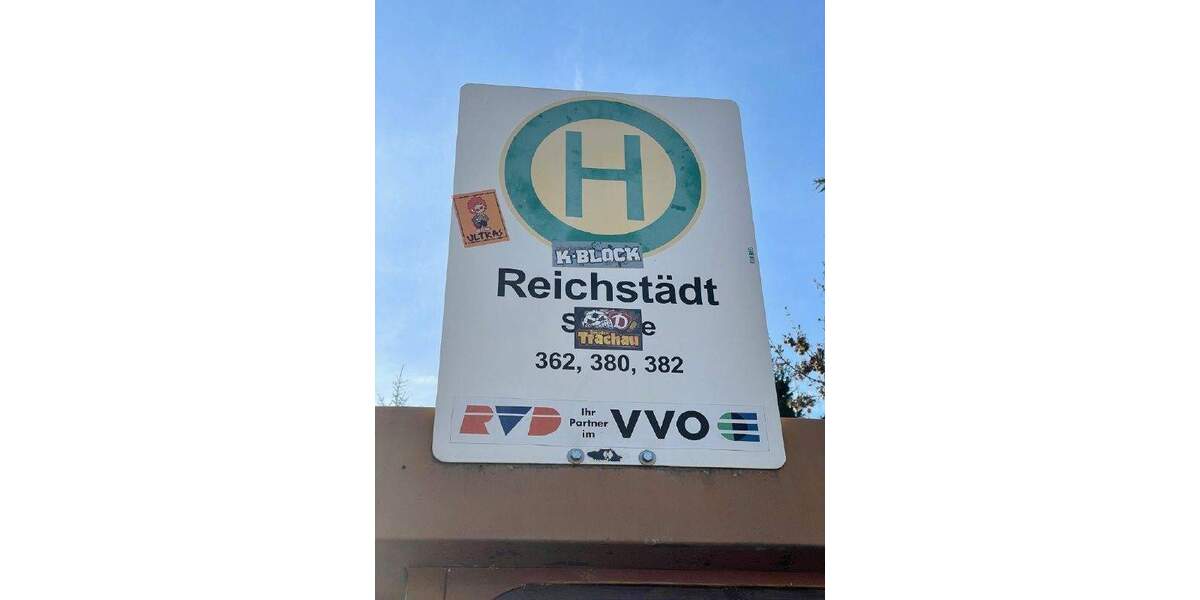 H
ULTRAS
K-BLOCK
Reichstädt
Trachau
362, 380, 382
RVD
Ihr
Partner
im
VVO